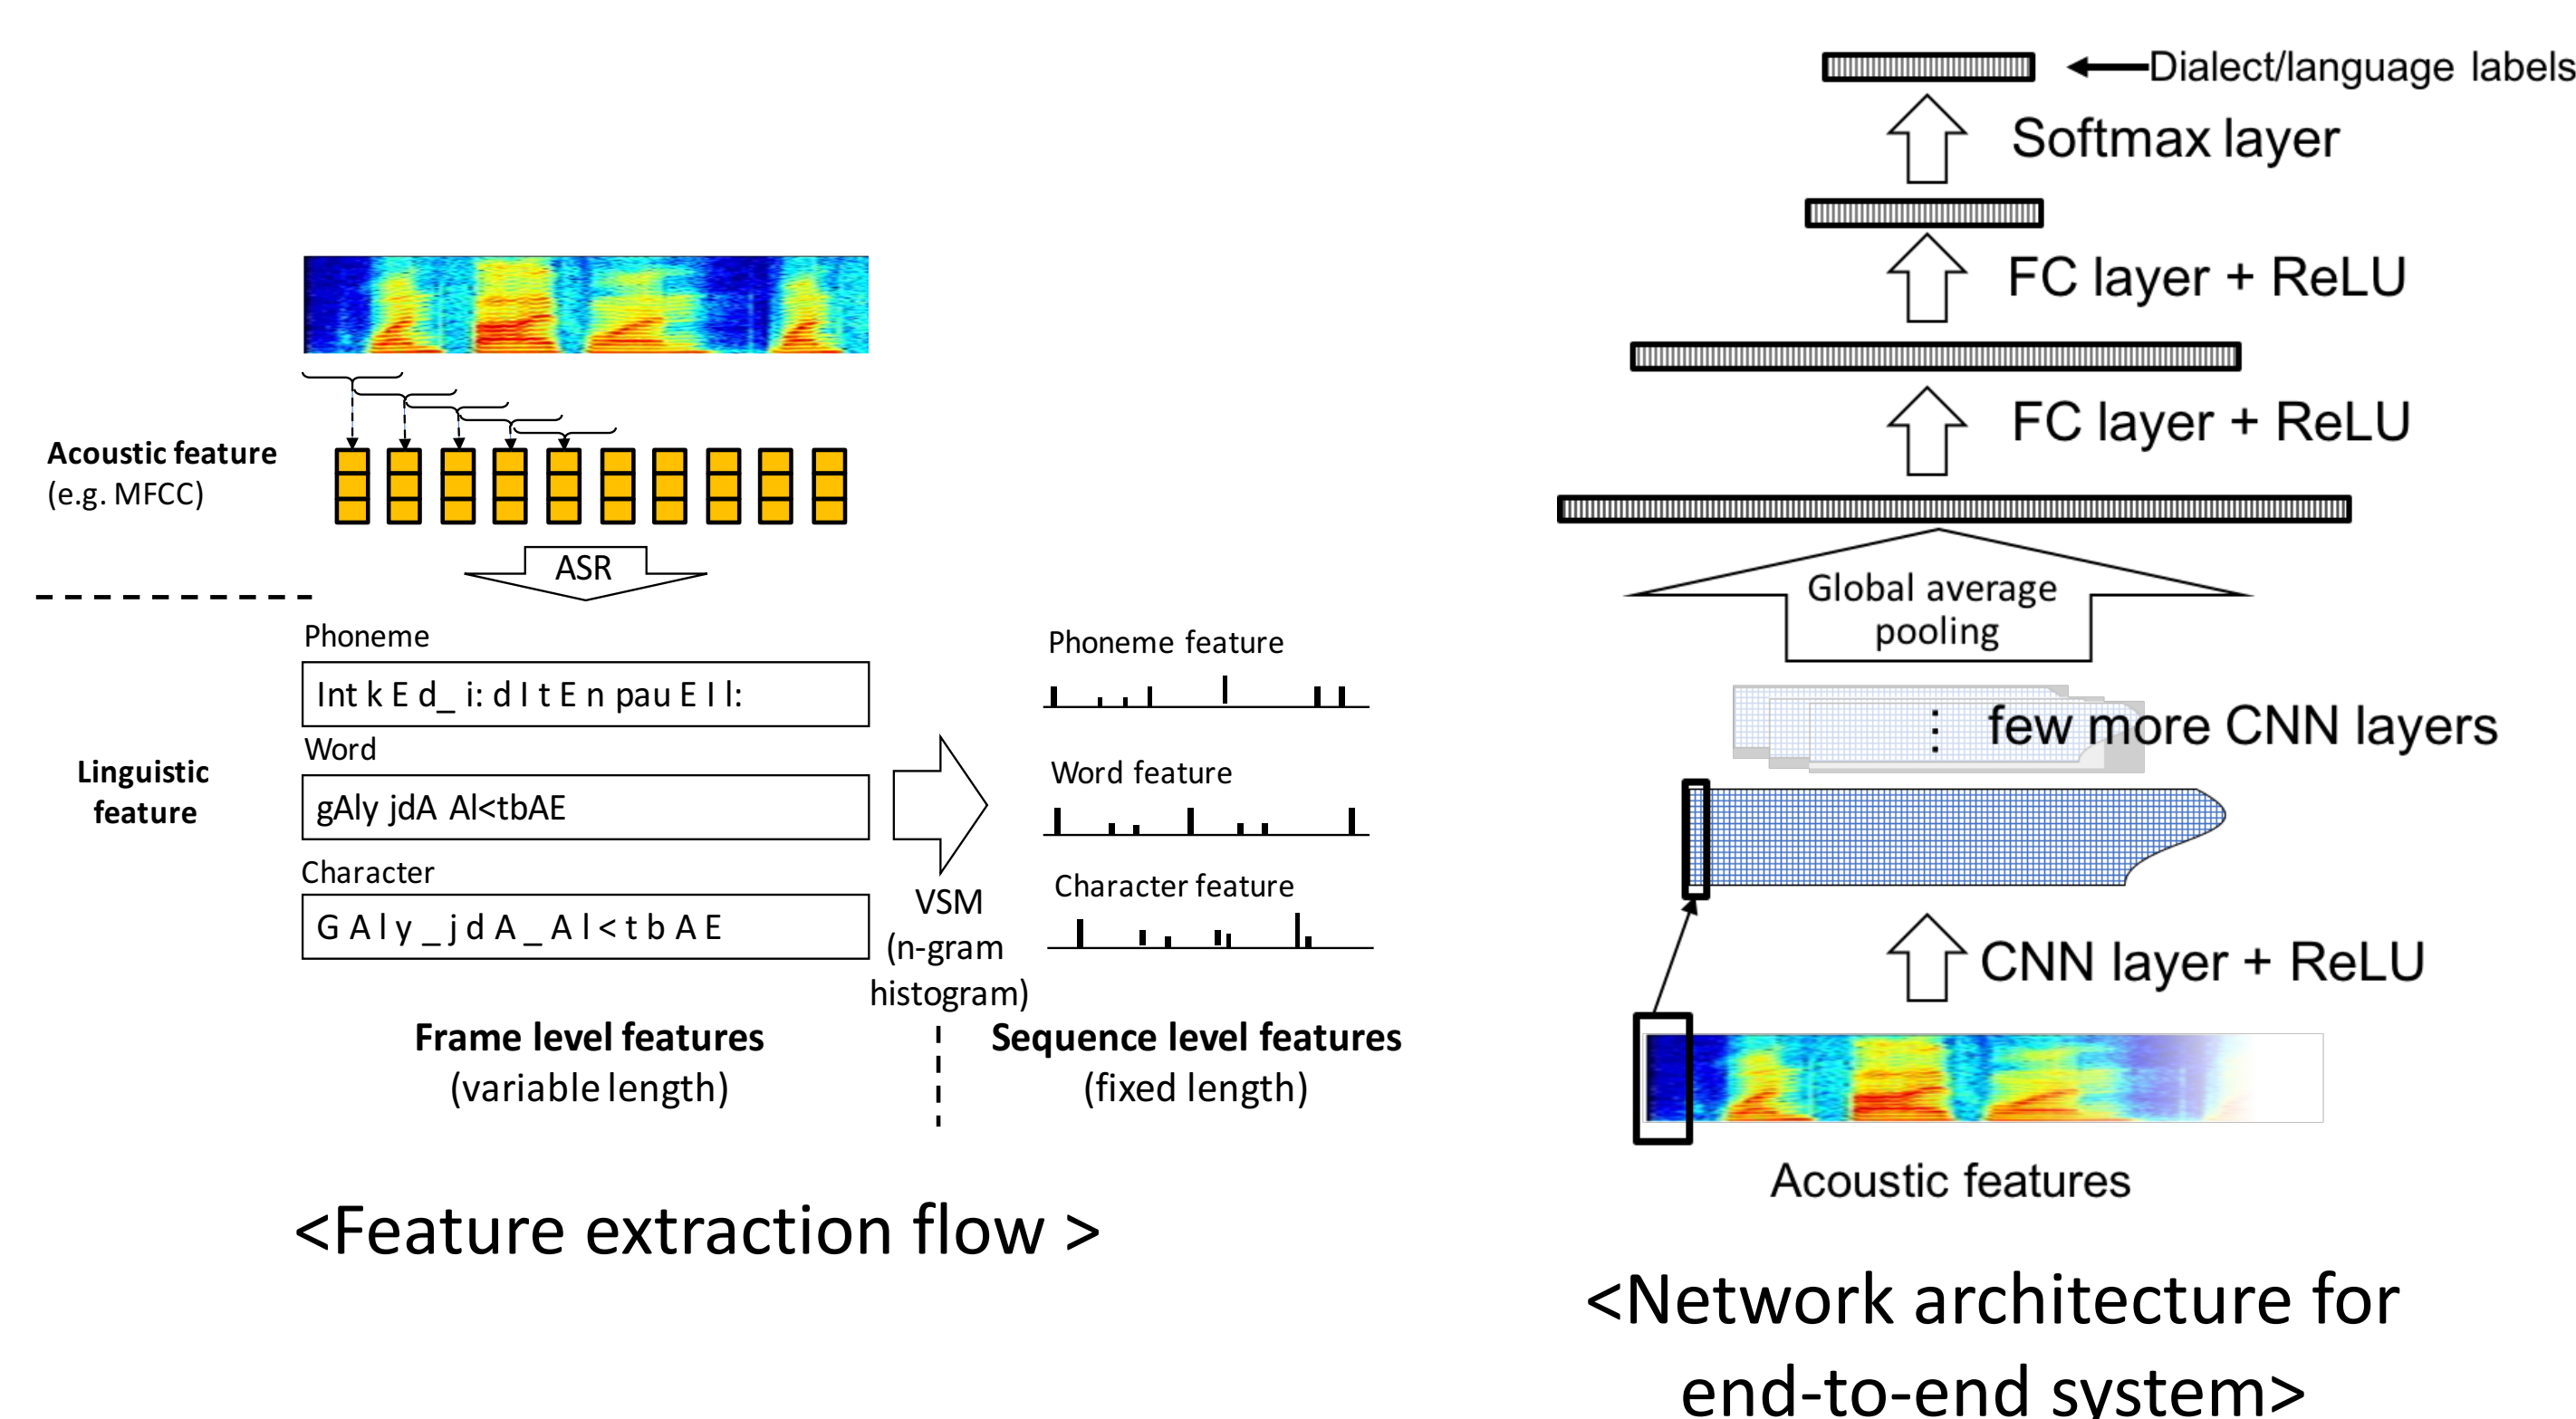 Acoustic feature
(e.g. MFCC)
ASR
Phoneme
Int k E d_ i: d I t E n pau E I l:
Word
gAly jdA Al<tbAE
Character
G A l y _ j d A _ A l < t b A E
Linguistic
feature
VSM
(n-gram
histogram)
Phoneme feature
Word feature
Character feature
Frame level features
(variable length)
Sequence level features
(fixed length)
<Feature extraction flow >
Dialect/language labels
Softmax layer
FC layer + ReLU
FC layer + ReLU
Global average
pooling
⋮ few more CNN layers
CNN layer + ReLU
Acoustic features
<Network architecture for
end-to-end system>